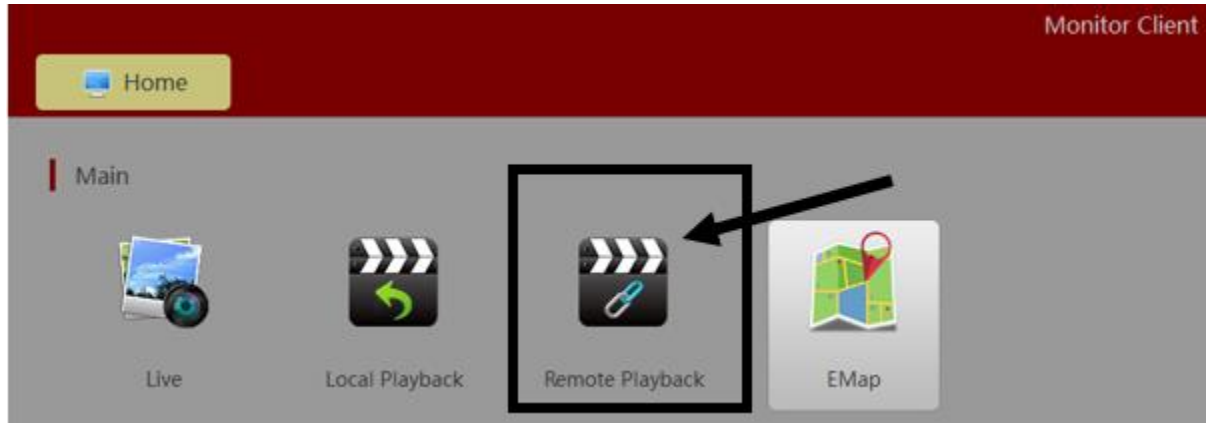 Monitor Client
Home
Main
Live
Local Playback
Remote Playback
EMap